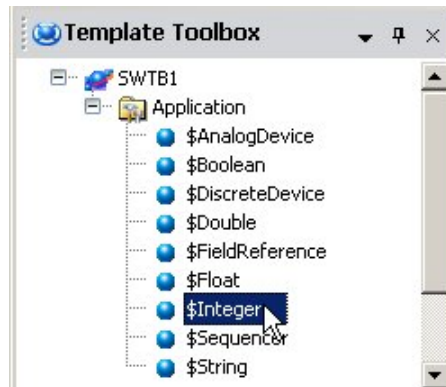 Template Toolbox
SWTB1
Application
$AnalogDevice
$Boolean
$DiscreteDevice
$Double
$FieldReference
$Float
$Integer
$Sequencer
$String